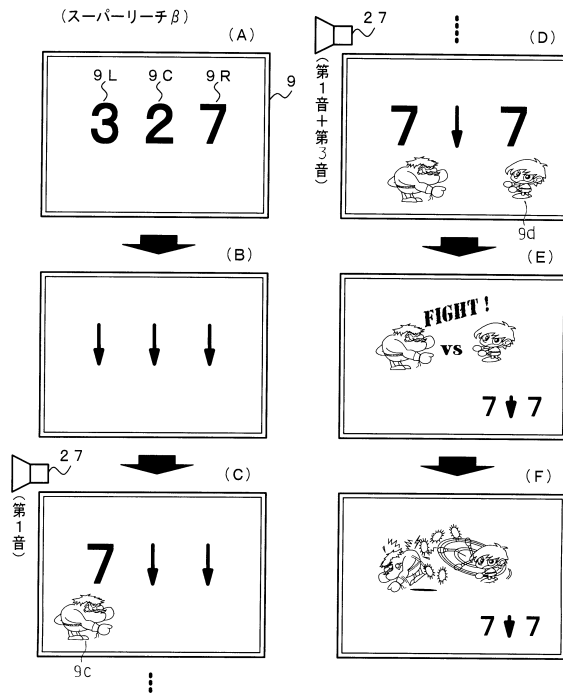 (スーパーリーチβ)
(A)
9L 9C 9R
9
3 2 7
(B)
27
(第1音)
(C)
7
9c
27
(第1音+第3音)
(D)
7 7
9d
(E)
FIGHT!
vs
7 7
(F)
7 7